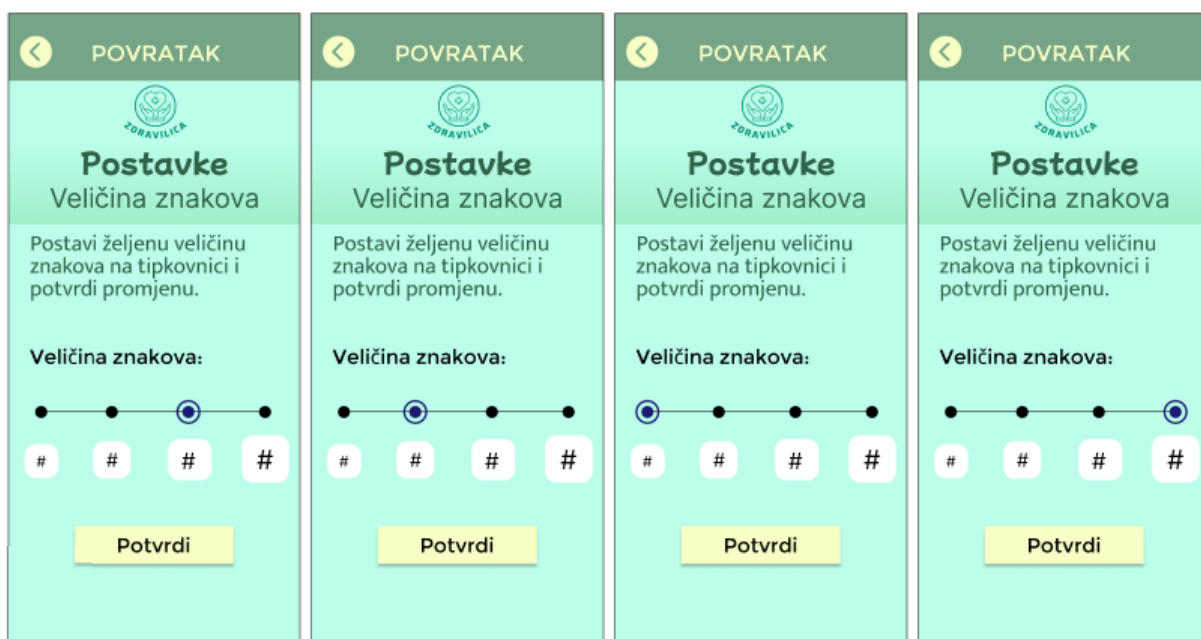 POVRATAK
ZDRAVILICA
Postavke
Veličina znakova
Postavi željenu veličinu
znakova na tipkovnici i
potvrdi promjenu.
Veličina znakova:
# # # #
Potvrdi
POVRATAK
ZDRAVILICA
Postavke
Veličina znakova
Postavi željenu veličinu
znakova na tipkovnici i
potvrdi promjenu.
Veličina znakova:
# # # #
Potvrdi
POVRATAK
ZDRAVILICA
Postavke
Veličina znakova
Postavi željenu veličinu
znakova na tipkovnici i
potvrdi promjenu.
Veličina znakova:
# # # #
Potvrdi
POVRATAK
ZDRAVILICA
Postavke
Veličina znakova
Postavi željenu veličinu
znakova na tipkovnici i
potvrdi promjenu.
Veličina znakova:
# # # #
Potvrdi